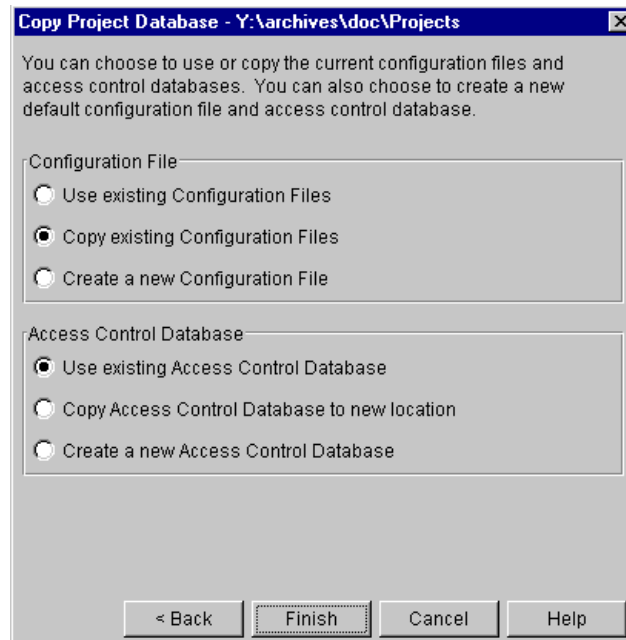 Copy Project Database - Y:\archives\doc\Projects
You can choose to use or copy the current configuration files and
access control databases. You can also choose to create a new
default configuration file and access control database.
Configuration File
Use existing Configuration Files
Copy existing Configuration Files
Create a new Configuration File
Access Control Database
Use existing Access Control Database
Copy Access Control Database to new location
Create a new Access Control Database
< Back Finish Cancel Help